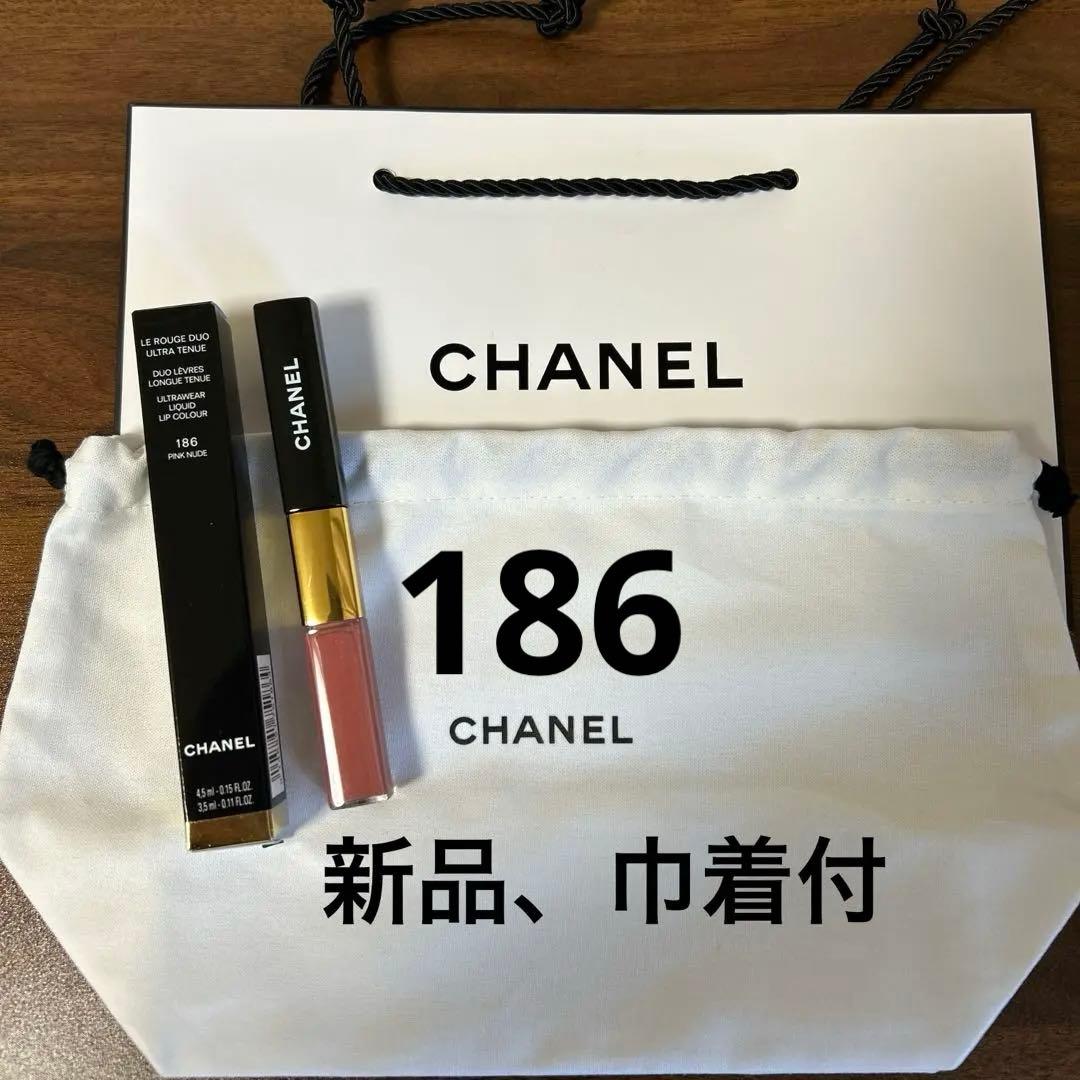 CHANEL
LE ROUGE DUO
ULTRA TENUE
DUO LÈVRES
LONGUE TENUE
ULTRAWEAR
LIQUID
LIP COLOUR
186
PINK NUDE
CHANEL
4,5 ml - 0.15 FL.OZ.
3,5 ml - 0.11 FL.OZ.
CHANEL
186
CHANEL
新品、巾着付